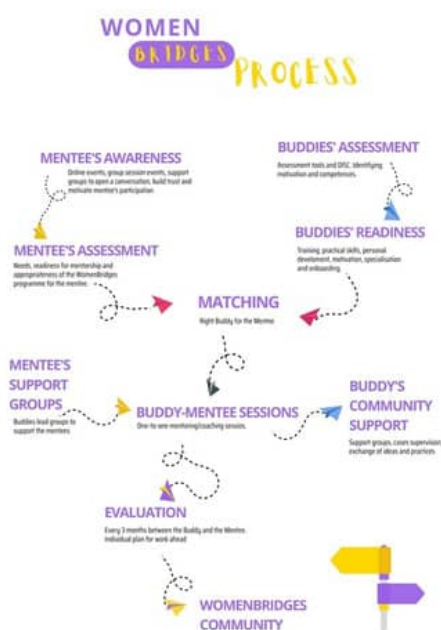 WOMEN
BRIDGES
PROCESS
MENTEE'S AWARENESS
Online events, group session events, support
groups to open a conversation, build trust and
motivate mentee's participation
BUDDIES' ASSESSMENT
Assessment tools and DISC. Identifying
motivation and competences.
MENTEE'S ASSESSMENT
Needs, readiness for mentorship and
appropriateness of the WomenBridges
programme for the mentee.
BUDDIES' READINESS
Training, practical skills, personal
development, motivation, specialisation
and onboarding.
MATCHING
Right Buddy for the Mentee
MENTEE'S
SUPPORT
GROUPS
Buddies lead groups to
support the mentees.
BUDDY-MENTEE SESSIONS
One-to-one mentoring/coaching session.
BUDDY'S
COMMUNITY
SUPPORT
Support groups, cases supervision,
exchange of ideas and practices
EVALUATION
Every 3 months between the Buddy and the Mentee.
Individual plan for work ahead
WOMENBRIDGES
COMMUNITY